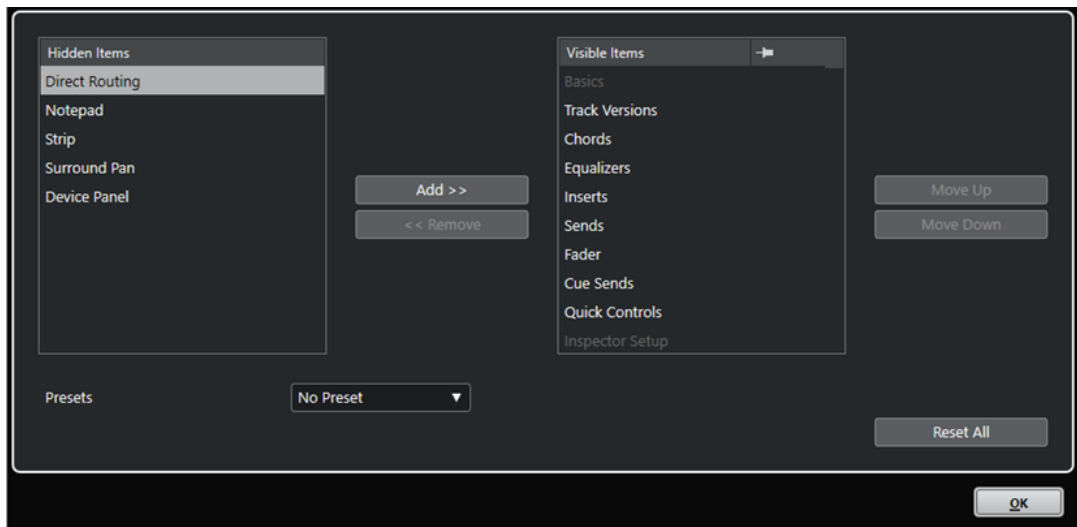 Hidden Items
Direct Routing
Notepad
Strip
Surround Pan
Device Panel
Add >>
<< Remove
Visible Items
Basics
Track Versions
Chords
Equalizers
Inserts
Sends
Fader
Cue Sends
Quick Controls
Inspector Setup
Move Up
Move Down
Presets
No Preset
Reset All
OK